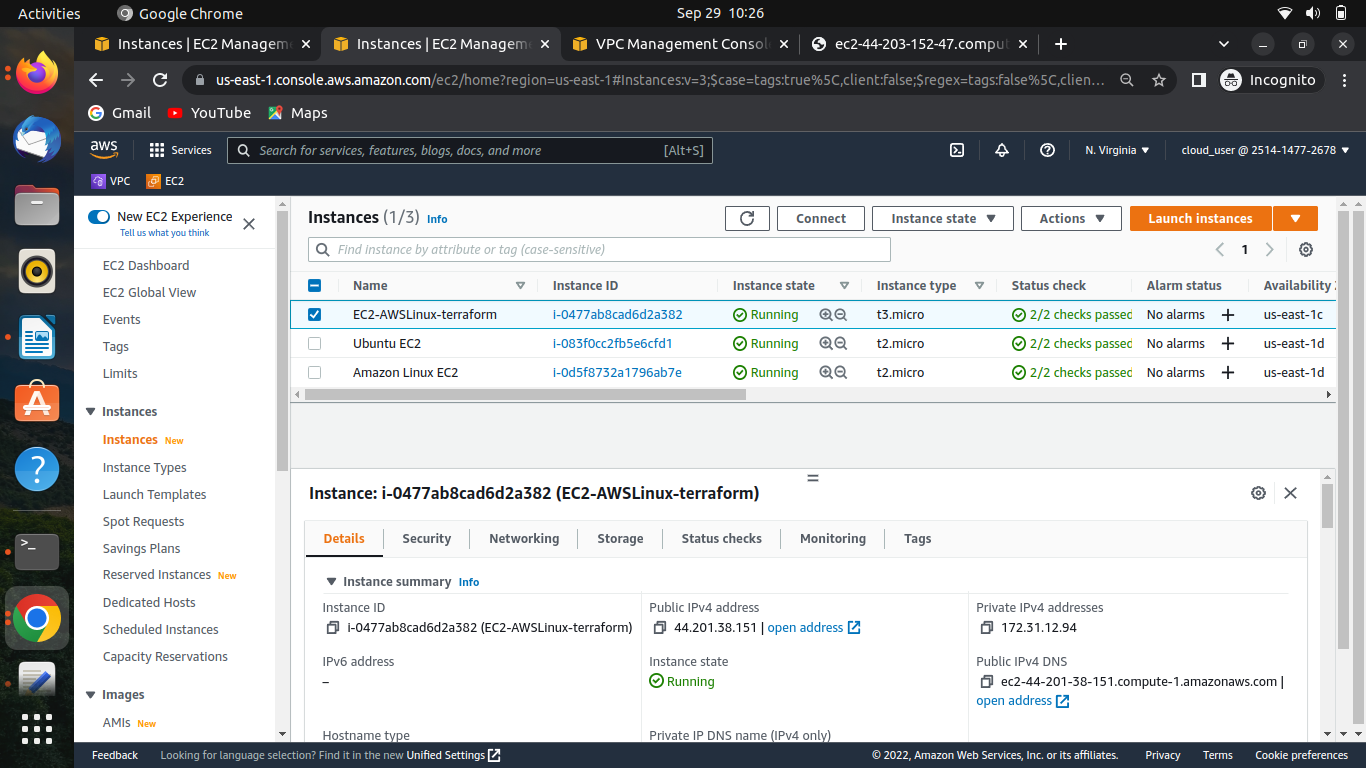 Activities Google Chrome Sep 29 10:26
Instances | EC2 Managem Instances | EC2 Managem VPC Management Consol ec2-44-203-152-47.comput
us-east-1.console.aws.amazon.com/ec2/home?region=us-east-1#Instances:v=3;$case=tags:true%5C,client:false;$regex=tags:false%5C,clien... Incognito
Gmail YouTube Maps
aws Services Search for services, features, blogs, docs, and more [Alt+S] N. Virginia cloud_user @ 2514-1477-2678
VPC EC2
New EC2 Experience
Tell us what you think
EC2 Dashboard
EC2 Global View
Events
Tags
Limits
Instances
Instances New
Instance Types
Launch Templates
Spot Requests
Savings Plans
Reserved Instances New
Dedicated Hosts
Scheduled Instances
Capacity Reservations
Images
AMIs New
Instances (1/3) Info Connect Instance state Actions Launch instances
Find instance by attribute or tag (case-sensitive) 1
Name Instance ID Instance state Instance type Status check Alarm status Availability
EC2-AWSLinux-terraform i-0477ab8cad6d2a382 Running t3.micro 2/2 checks passed No alarms + us-east-1c
Ubuntu EC2 i-083f0cc2fb5e6cfd1 Running t2.micro 2/2 checks passed No alarms + us-east-1d
Amazon Linux EC2 i-0d5f8732a1796ab7e Running t2.micro 2/2 checks passed No alarms + us-east-1d
Instance: i-0477ab8cad6d2a382 (EC2-AWSLinux-terraform)
Details Security Networking Storage Status checks Monitoring Tags
Instance summary Info
Instance ID Public IPv4 address Private IPv4 addresses
i-0477ab8cad6d2a382 (EC2-AWSLinux-terraform) 44.201.38.151 | open address 172.31.12.94
IPv6 address Instance state Public IPv4 DNS
– Running ec2-44-201-38-151.compute-1.amazonaws.com |
open address
Hostname type Private IP DNS name (IPv4 only)
Feedback Looking for language selection? Find it in the new Unified Settings © 2022, Amazon Web Services, Inc. or its affiliates. Privacy Terms Cookie preferences